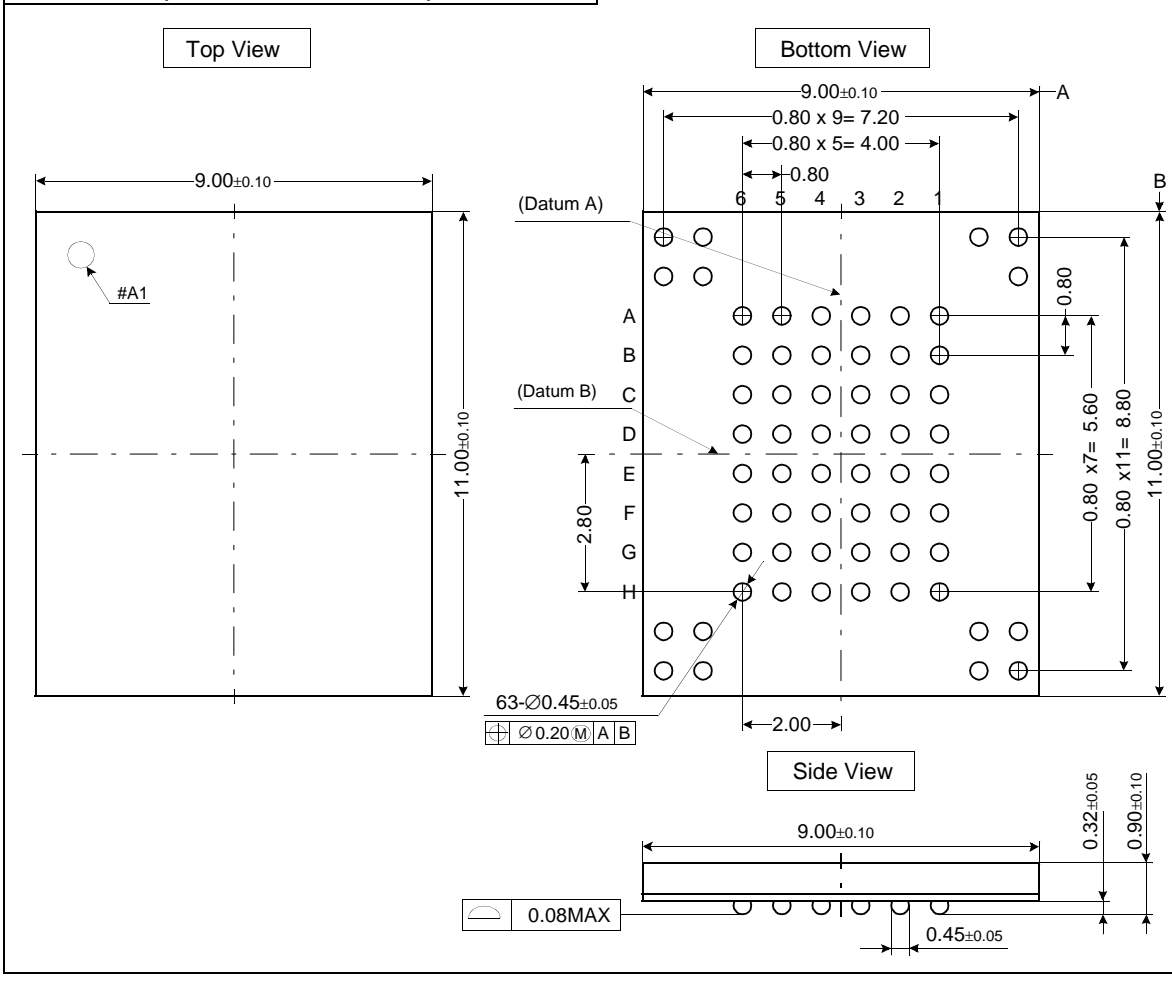 Top View
Bottom View
9.00±0.10
A
0.80 x 9= 7.20
0.80 x 5= 4.00
0.80
B
6 5 4 3 2 1
(Datum A)
9.00±0.10
#A1
11.00±0.10
A
B
C
D
E
F
G
H
(Datum B)
2.80
0.80
0.80 x7= 5.60
0.80 x11= 8.80
11.00±0.10
63-∅0.45±0.05
∅ 0.20 Ⓜ A B
2.00
Side View
9.00±0.10
0.32±0.05
0.90±0.10
0.08MAX
0.45±0.05